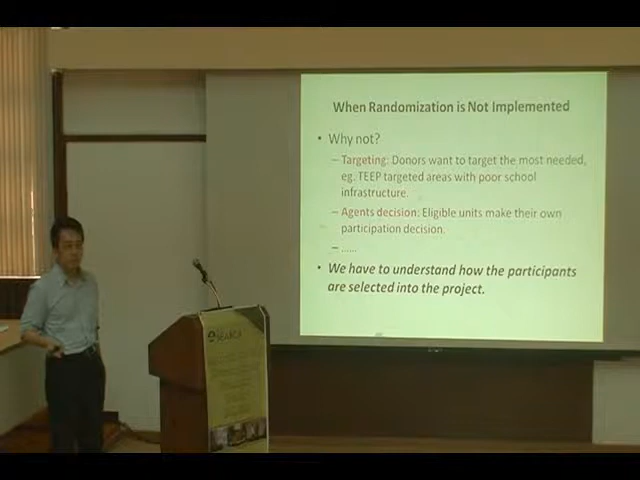 When Randomization is Not Implemented
• Why not?
– Targeting: Donors want to target the most needed,
eg. TEEP targeted areas with poor school
infrastructure.
– Agents decision: Eligible units make their own
participation decision.
– ......
• We have to understand how the participants
are selected into the project.
SEARCA